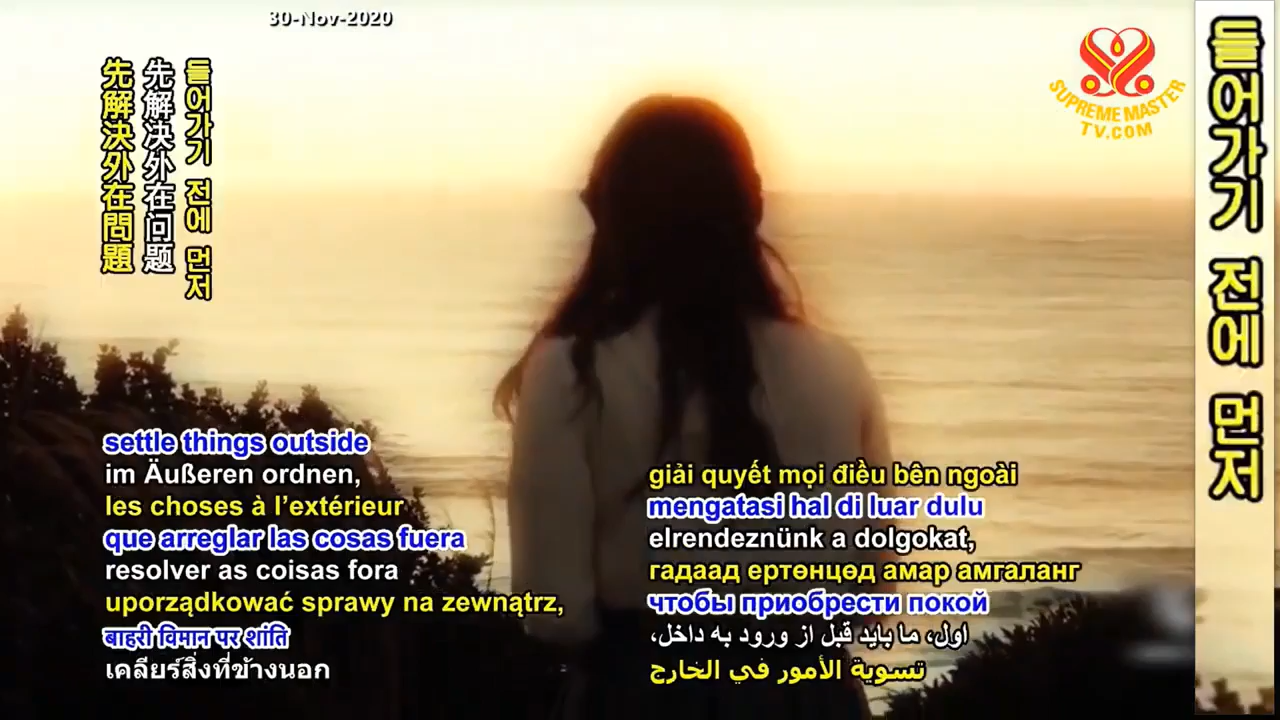 30-Nov-2020
SUPREME MASTER
TV.COM
先解決外在問題
先解决外在问题
들어가기 전에 먼저
들어가기 전에 먼저
settle things outside
im Äußeren ordnen,
les choses à l’extérieur
que arreglar las cosas fuera
resolver as coisas fora
uporządkować sprawy na zewnątrz,
बाहरी विमान पर शांति
เคลียร์สิ่งที่ข้างนอก
giải quyết mọi điều bên ngoài
mengatasi hal di luar dulu
elrendeznünk a dolgokat,
гадаад ертөнцөд амар амгаланг
чтобы приобрести покой
اول، ما باید قبل از ورود به داخل،
تسوية الأمور في الخارج